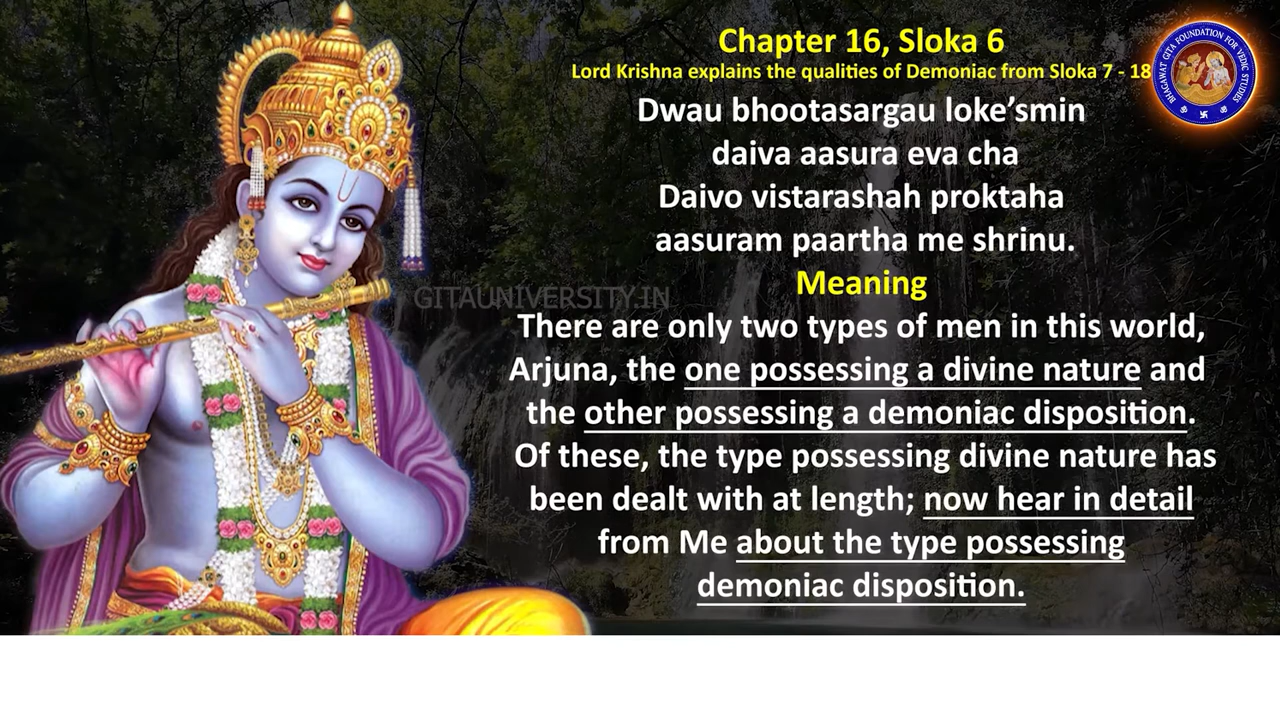 Chapter 16, Sloka 6
Lord Krishna explains the qualities of Demoniac from Sloka 7 - 18
BHAGAWAT GITA FOUNDATION FOR VEDIC STUDIES
Dwau bhootasargau loke’smin
daiva aasura eva cha
Daivo vistarashah proktaha
aasuram paartha me shrinu.
Meaning
GITAUNIVERSITY.IN
There are only two types of men in this world,
Arjuna, the one possessing a divine nature and
the other possessing a demoniac disposition.
Of these, the type possessing divine nature has
been dealt with at length; now hear in detail
from Me about the type possessing
demoniac disposition.